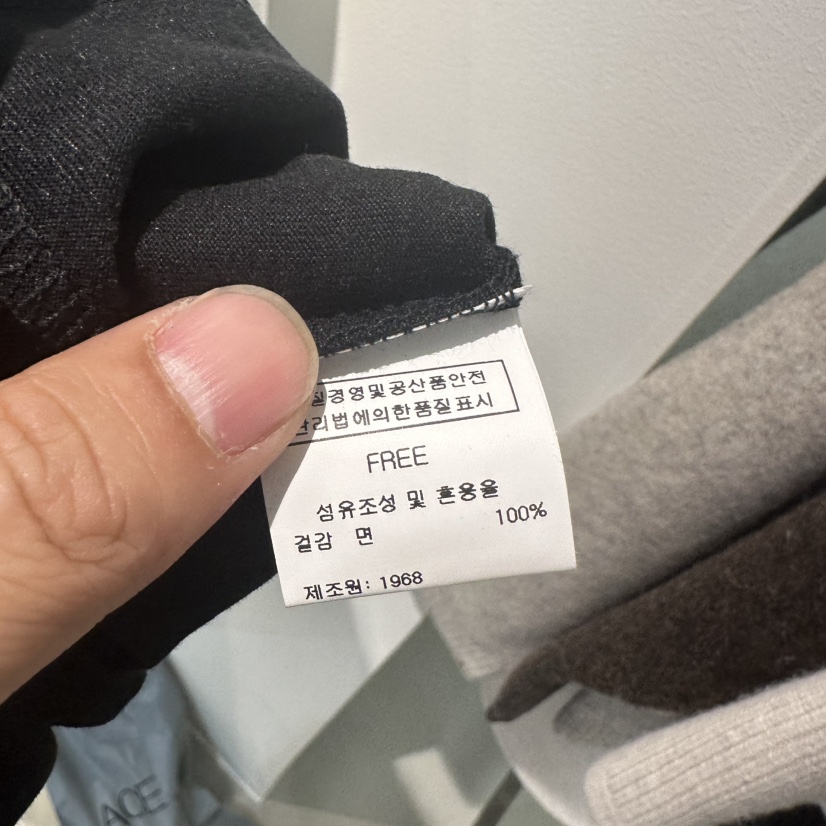 질경영및공산품안전
관리법에의한품질표시
FREE
섬유조성 및 혼용율
걸감 면 100%
제조원: 1968